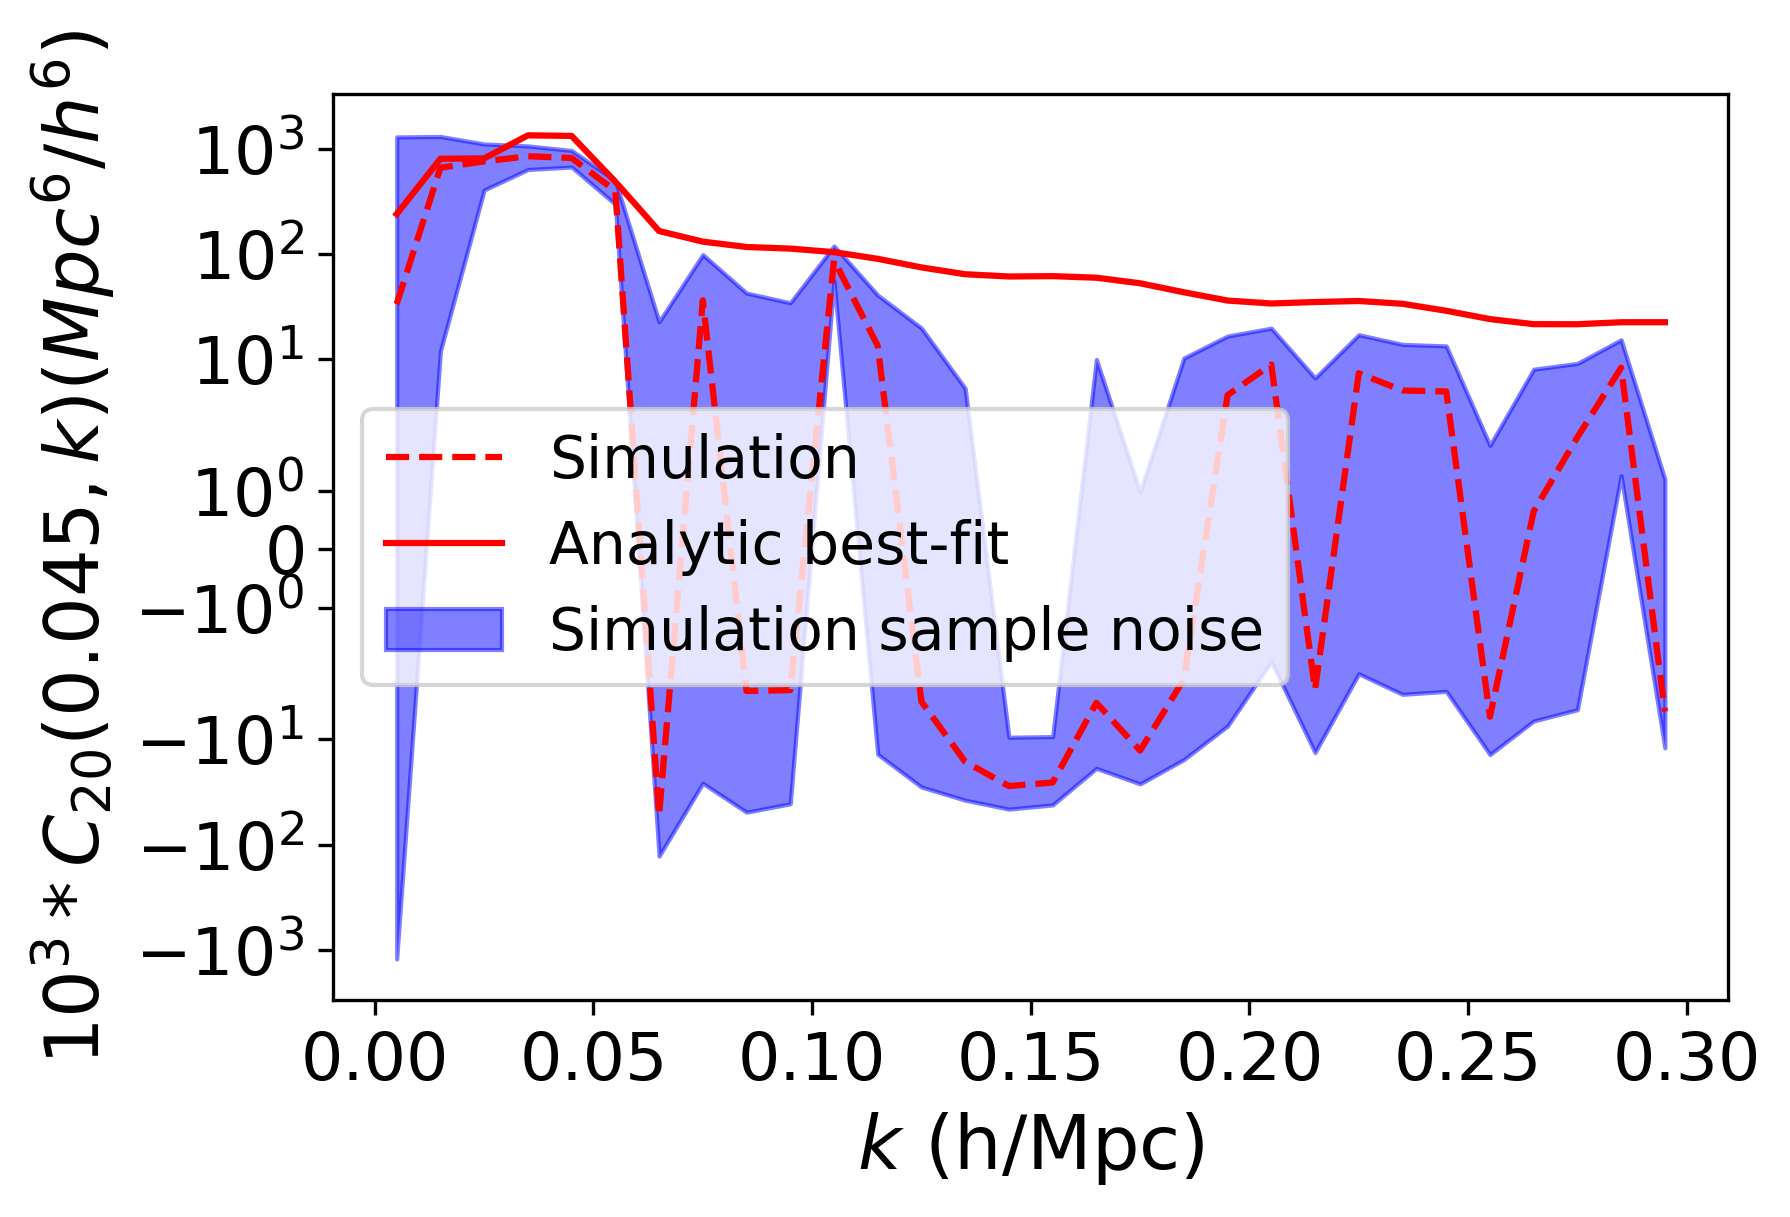 10³ * C₂₀(0.045, k)(Mpc⁶/h⁶)
10³
10²
10¹
10⁰
0
−10⁰
−10¹
−10²
−10³
Simulation
Analytic best-fit
Simulation sample noise
0.00 0.05 0.10 0.15 0.20 0.25 0.30
k (h/Mpc)